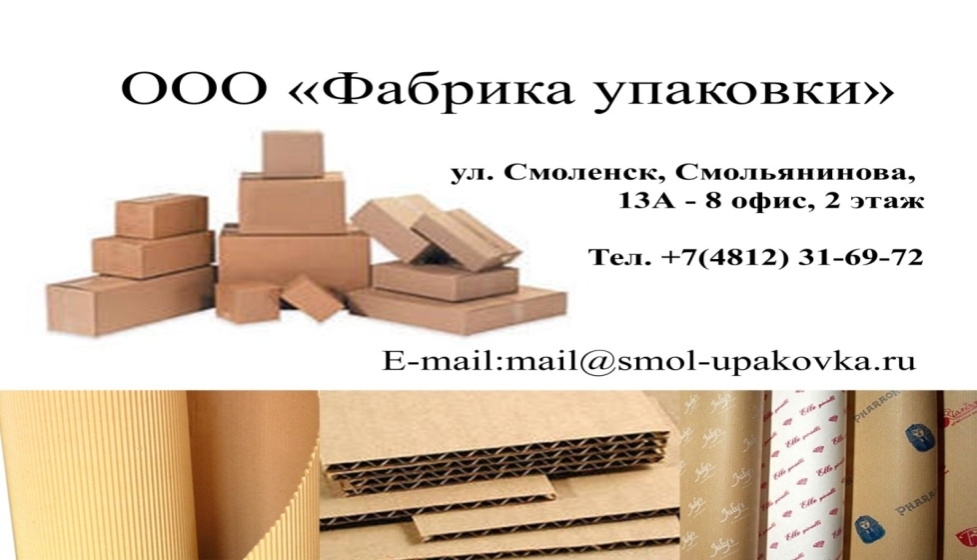 ООО «Фабрика упаковки»
ул. Смоленск, Смольянинова,
13А - 8 офис, 2 этаж
Тел. +7(4812) 31-69-72
E-mail:mail@smol-upakovka.ru